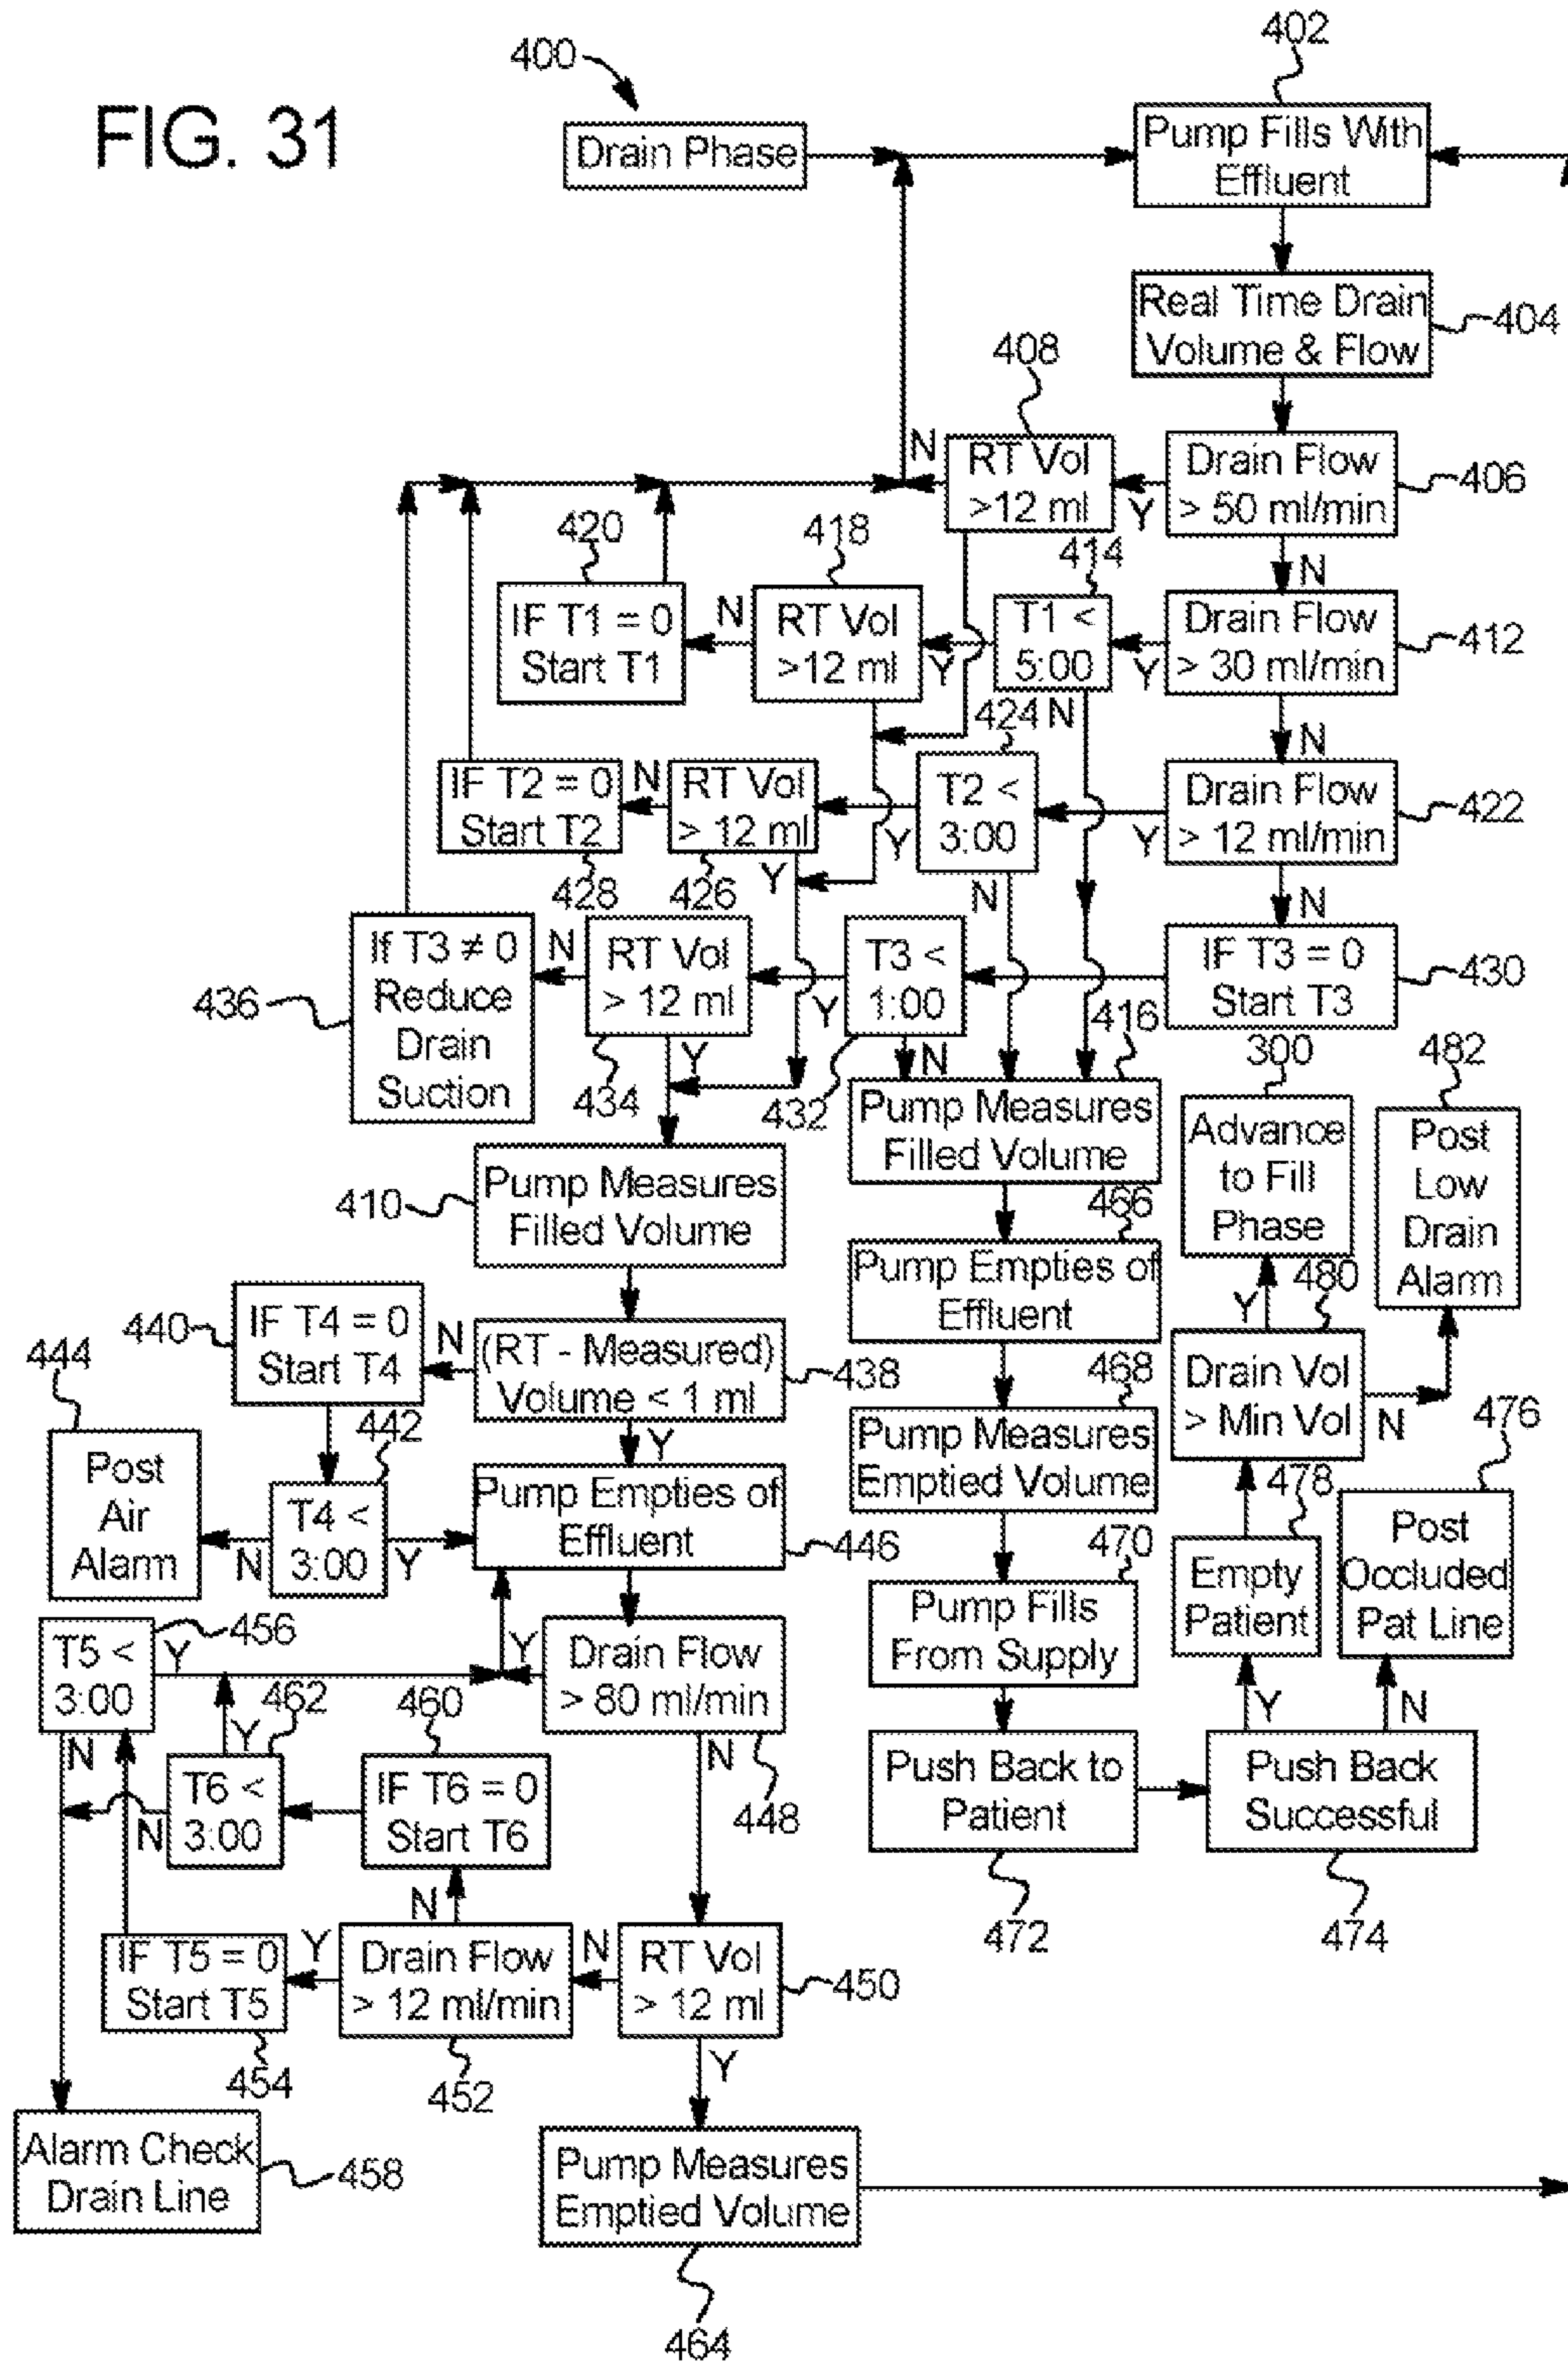 FIG. 31
400
402
Drain Phase
Pump Fills With
Effluent
Real Time Drain
Volume & Flow
404
408
N
RT Vol
>12 ml
Y
Drain Flow
> 50 ml/min
406
N
420
418
414
IF T1 = 0
Start T1
N
RT Vol
>12 ml
Y
T1 <
5:00
Y
Drain Flow
> 30 ml/min
412
424
N
N
IF T2 = 0
Start T2
N
RT Vol
> 12 ml
Y
T2 <
3:00
Y
Drain Flow
> 12 ml/min
422
428
426
Y
N
N
If T3 ≠ 0
Reduce
Drain
Suction
436
N
RT Vol
> 12 ml
Y
T3 <
1:00
IF T3 = 0
Start T3
430
434
Y
432
N
416
300
482
Pump Measures
Filled Volume
410
Pump Measures
Filled Volume
466
Advance
to Fill
Phase
Post
Low
Drain
Alarm
440
IF T4 = 0
Start T4
N
(RT - Measured)
Volume < 1 ml
438
Y
Pump Empties of
Effluent
468
Y
480
Drain Vol
> Min Vol
N
444
442
Post
Air
Alarm
N
T4 <
3:00
Y
Pump Empties of
Effluent
446
Pump Measures
Emptied Volume
470
478
476
Empty
Patient
Post
Occluded
Pat Line
T5 <
3:00
456
Y
N
462
Y
460
Y
Drain Flow
> 80 ml/min
448
N
Pump Fills
From Supply
Y
N
T6 <
3:00
N
IF T6 = 0
Start T6
N
Push Back to
Patient
472
Push Back
Successful
474
IF T5 = 0
Start T5
454
Y
Drain Flow
> 12 ml/min
452
N
RT Vol
> 12 ml
450
Y
Alarm Check
Drain Line
458
Pump Measures
Emptied Volume
464